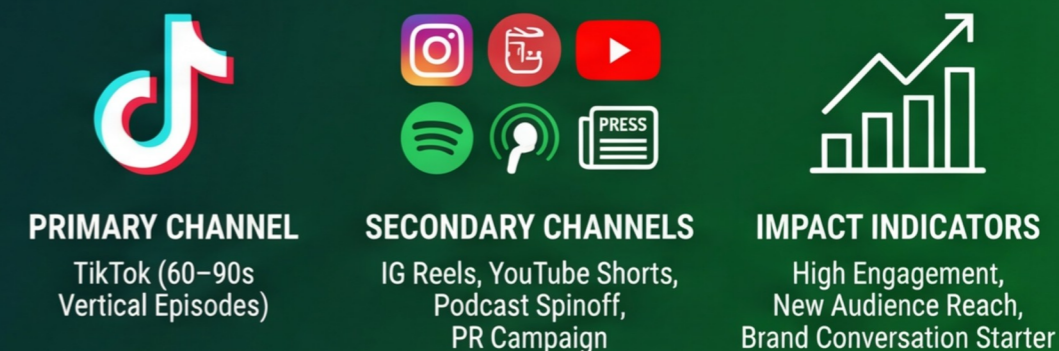 PRESS
PRIMARY CHANNEL
TikTok (60–90s
Vertical Episodes)
SECONDARY CHANNELS
IG Reels, YouTube Shorts,
Podcast Spinoff,
PR Campaign
IMPACT INDICATORS
High Engagement,
New Audience Reach,
Brand Conversation Starter